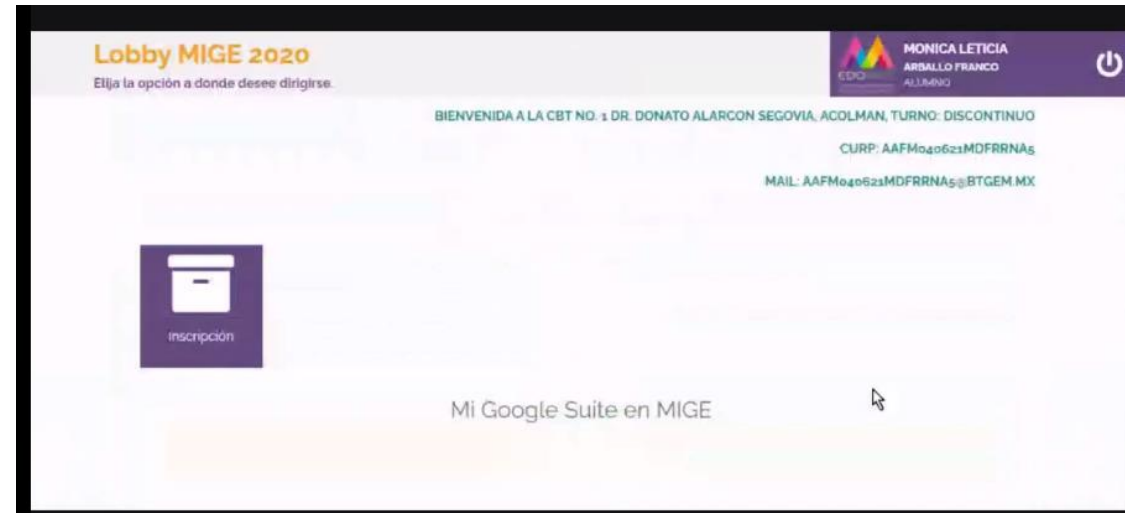 Lobby MIGE 2020
Elija la opción a donde desee dirigirse.
EDO
MONICA LETICIA
ARBALLO FRANCO
ALUMNO
BIENVENIDA A LA CBT NO. 1 DR. DONATO ALARCON SEGOVIA, ACOLMAN, TURNO: DISCONTINUO
CURP: AAFM040621MDFRRNA5
MAIL: AAFM040621MDFRRNA5@BTGEM.MX
Inscripción
Mi Google Suite en MIGE